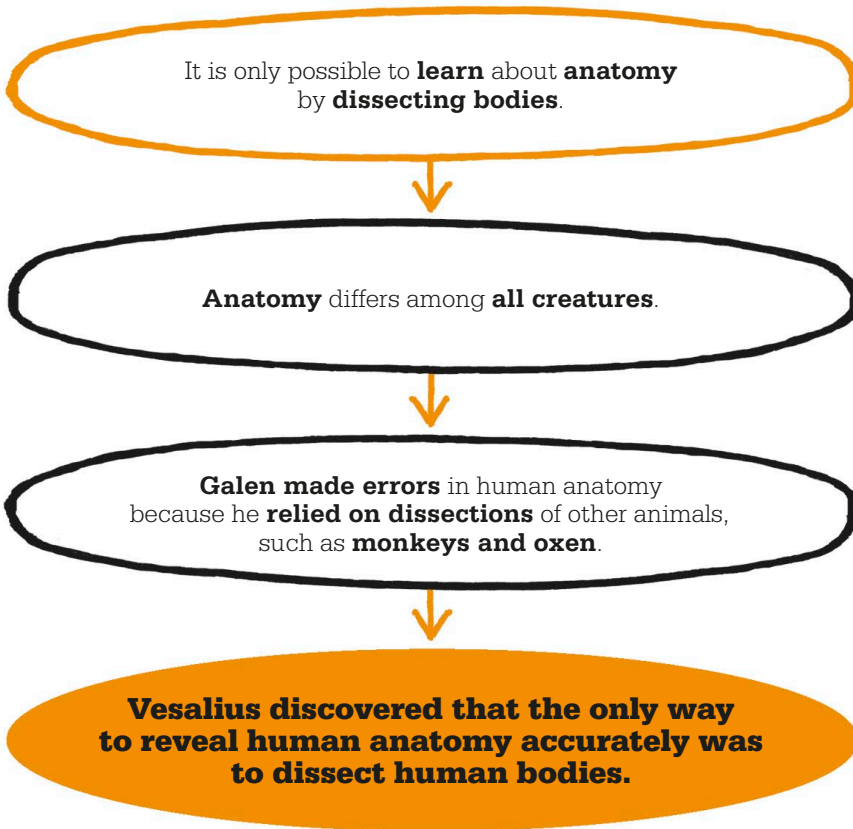 It is only possible to learn about anatomy
by dissecting bodies.
Anatomy differs among all creatures.
Galen made errors in human anatomy
because he relied on dissections of other animals,
such as monkeys and oxen.
Vesalius discovered that the only way
to reveal human anatomy accurately was
to dissect human bodies.